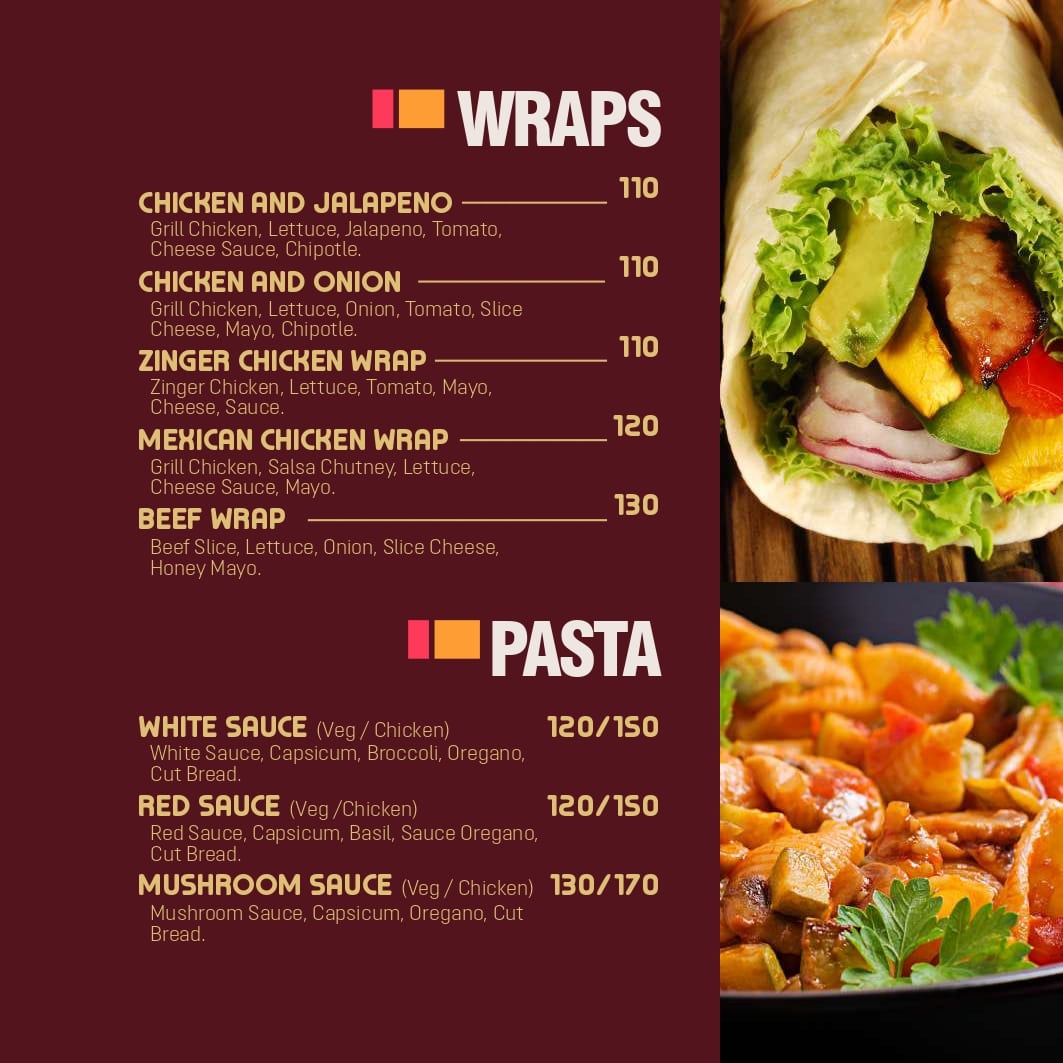 WRAPS
CHICKEN AND JALAPENO 110
Grill Chicken, Lettuce, Jalapeno, Tomato,
Cheese Sauce, Chipotle.
CHICKEN AND ONION 110
Grill Chicken, Lettuce, Onion, Tomato, Slice
Cheese, Mayo, Chipotle.
ZINGER CHICKEN WRAP 110
Zinger Chicken, Lettuce, Tomato, Mayo,
Cheese, Sauce.
MEXICAN CHICKEN WRAP 120
Grill Chicken, Salsa Chutney, Lettuce,
Cheese Sauce, Mayo.
BEEF WRAP 130
Beef Slice, Lettuce, Onion, Slice Cheese,
Honey Mayo.
PASTA
WHITE SAUCE (Veg / Chicken) 120/150
White Sauce, Capsicum, Broccoli, Oregano,
Cut Bread.
RED SAUCE (Veg /Chicken) 120/150
Red Sauce, Capsicum, Basil, Sauce Oregano,
Cut Bread.
MUSHROOM SAUCE (Veg / Chicken) 130/170
Mushroom Sauce, Capsicum, Oregano, Cut
Bread.